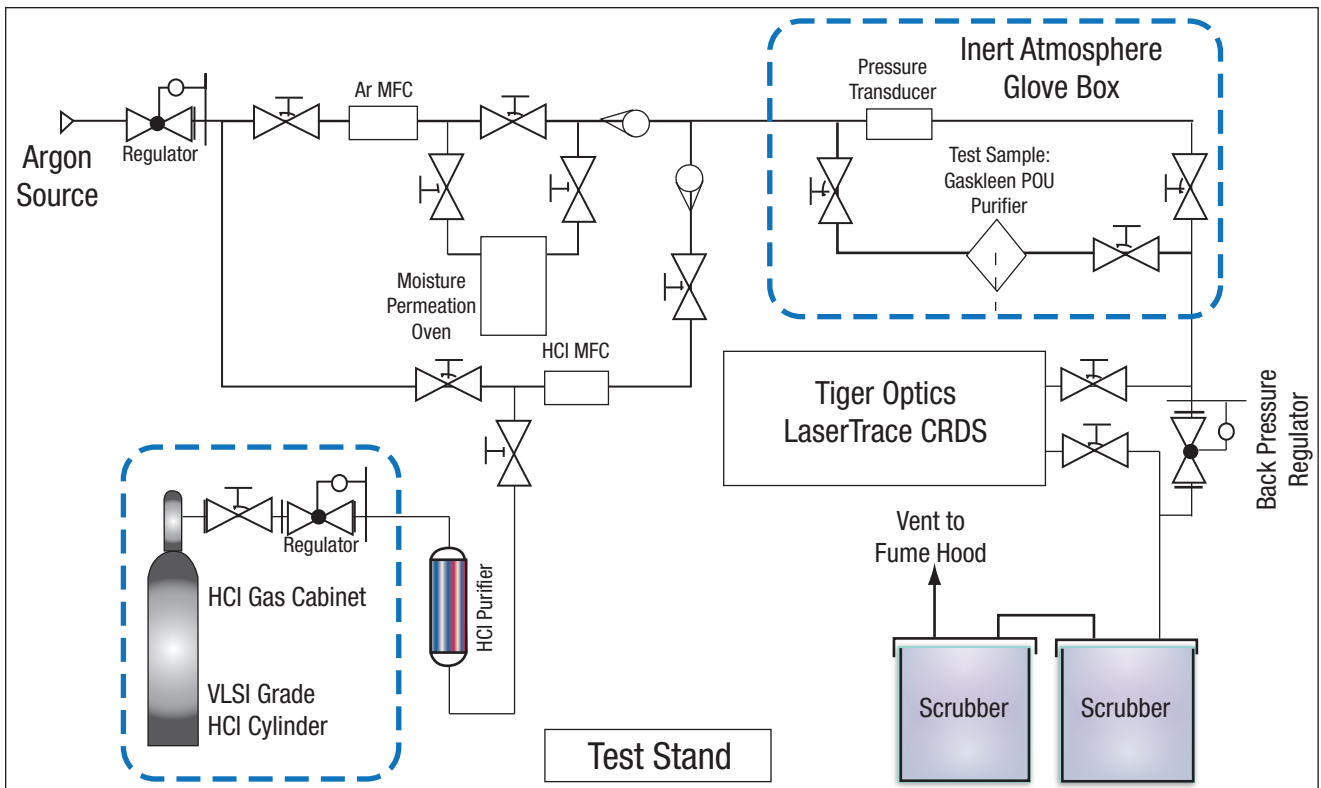 Inert Atmosphere
Glove Box
Pressure
Transducer
Ar MFC
Regulator
Argon
Source
Test Sample:
Gaskleen POU
Purifier
Moisture
Permeation
Oven
HCl MFC
Tiger Optics
LaserTrace CRDS
Back Pressure
Regulator
Regulator
HCl Gas Cabinet
VLSI Grade
HCl Cylinder
HCl Purifier
Vent to
Fume Hood
Scrubber
Scrubber
Test Stand